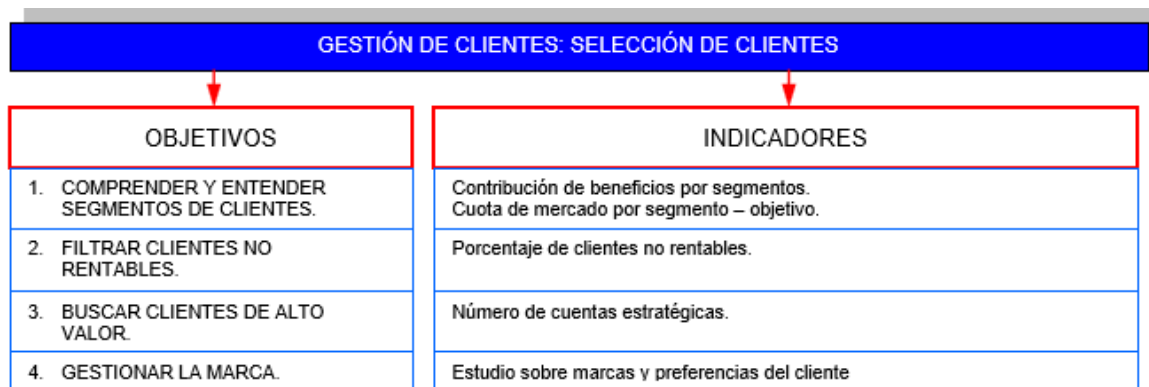 GESTIÓN DE CLIENTES: SELECCIÓN DE CLIENTES
OBJETIVOS
INDICADORES
1. COMPRENDER Y ENTENDER
SEGMENTOS DE CLIENTES.
Contribución de beneficios por segmentos.
Cuota de mercado por segmento – objetivo.
2. FILTRAR CLIENTES NO
RENTABLES.
Porcentaje de clientes no rentables.
3. BUSCAR CLIENTES DE ALTO
VALOR.
Número de cuentas estratégicas.
4. GESTIONAR LA MARCA.
Estudio sobre marcas y preferencias del cliente